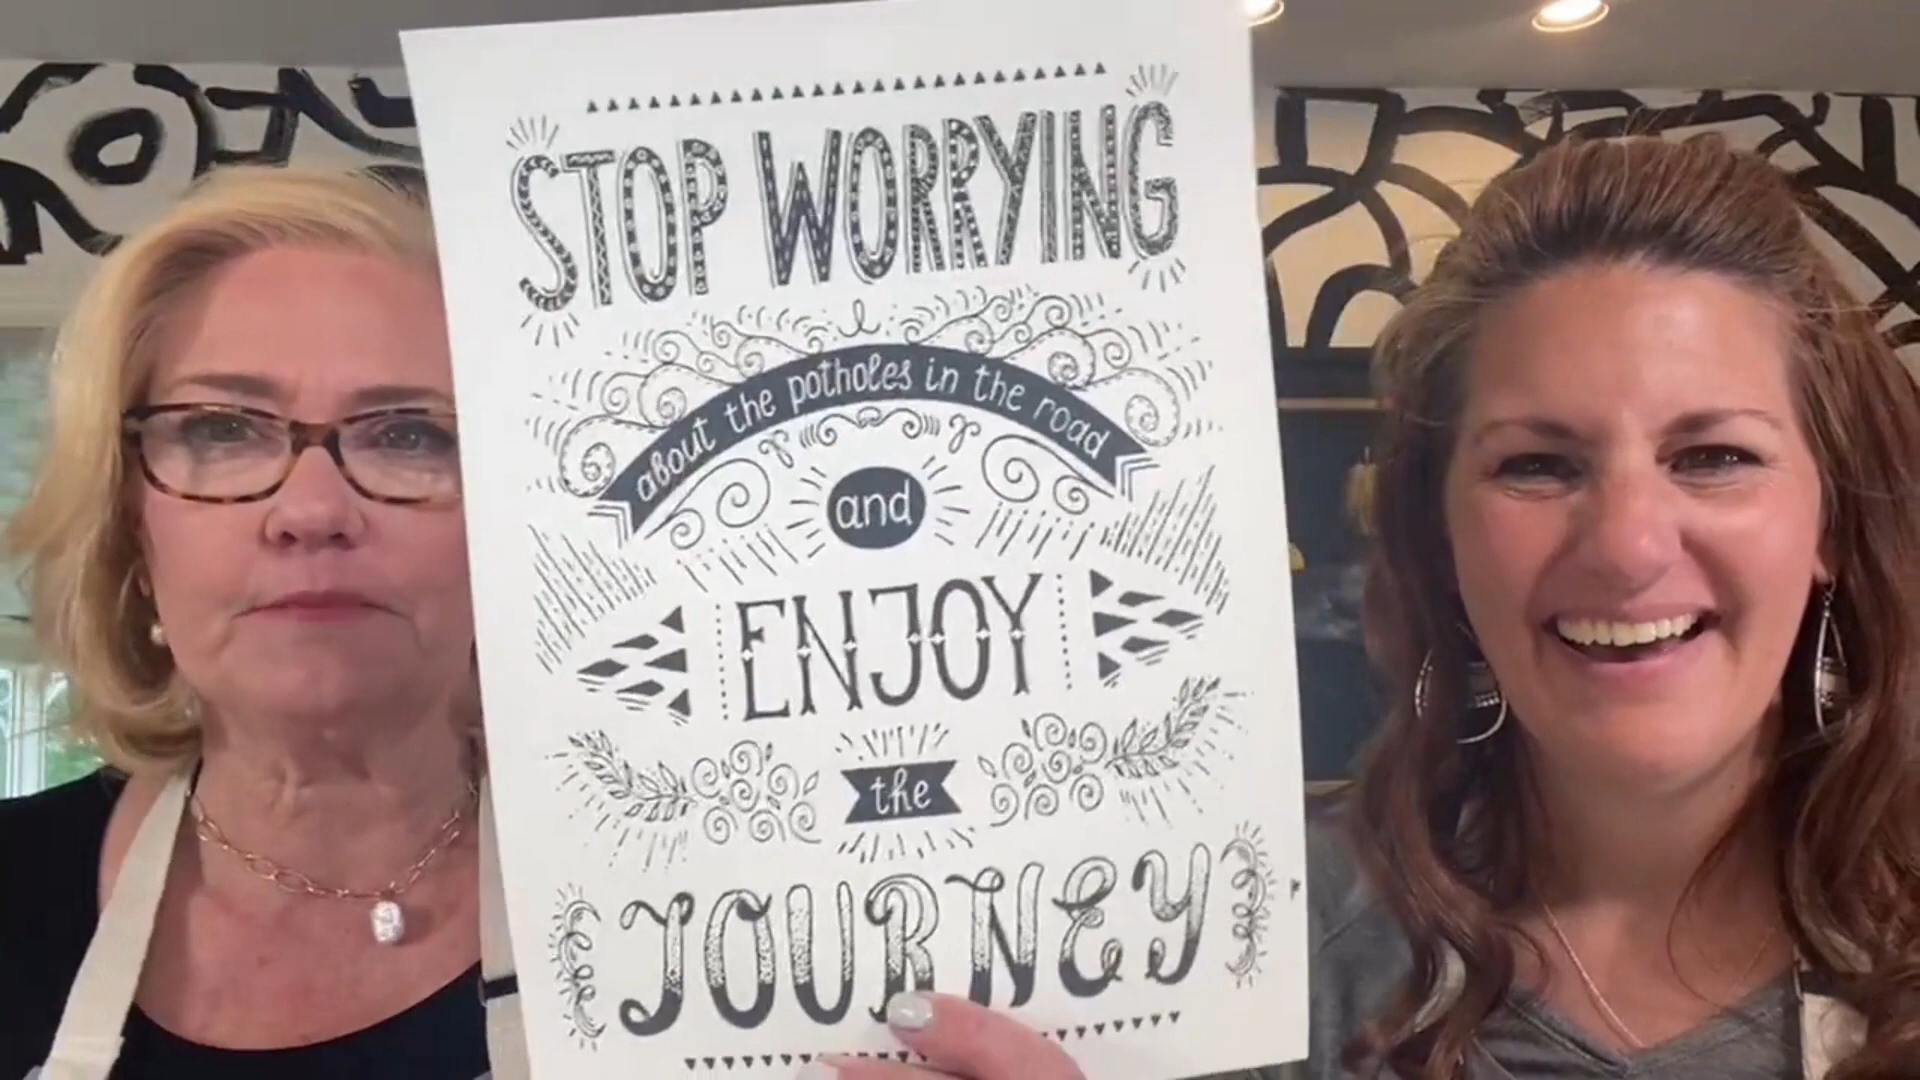 STOP WORRYING
about the potholes in the road
and
ENJOY
the
JOURNEY